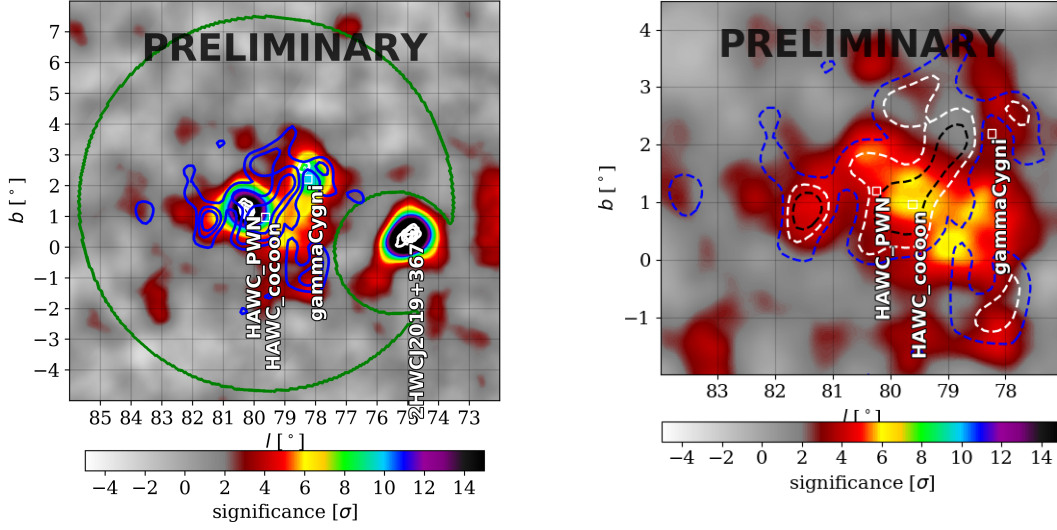 PRELIMINARY
7
6
5
4
3
2
1
0
−1
−2
−3
−4
b [°]
HAWC_PWN
HAWC_cocoon
gammaCygni
2HWCJ2019+367
85 84 83 82 81 80 79 78 77 76 75 74 73
l [°]
−4 −2 0 2 4 6 8 10 12 14
significance [σ]
PRELIMINARY
4
3
2
1
0
−1
b [°]
HAWC_PWN
HAWC_cocoon
gammaCygni
83 82 81 80 79 78
l [°]
−4 −2 0 2 4 6 8 10 12 14
significance [σ]